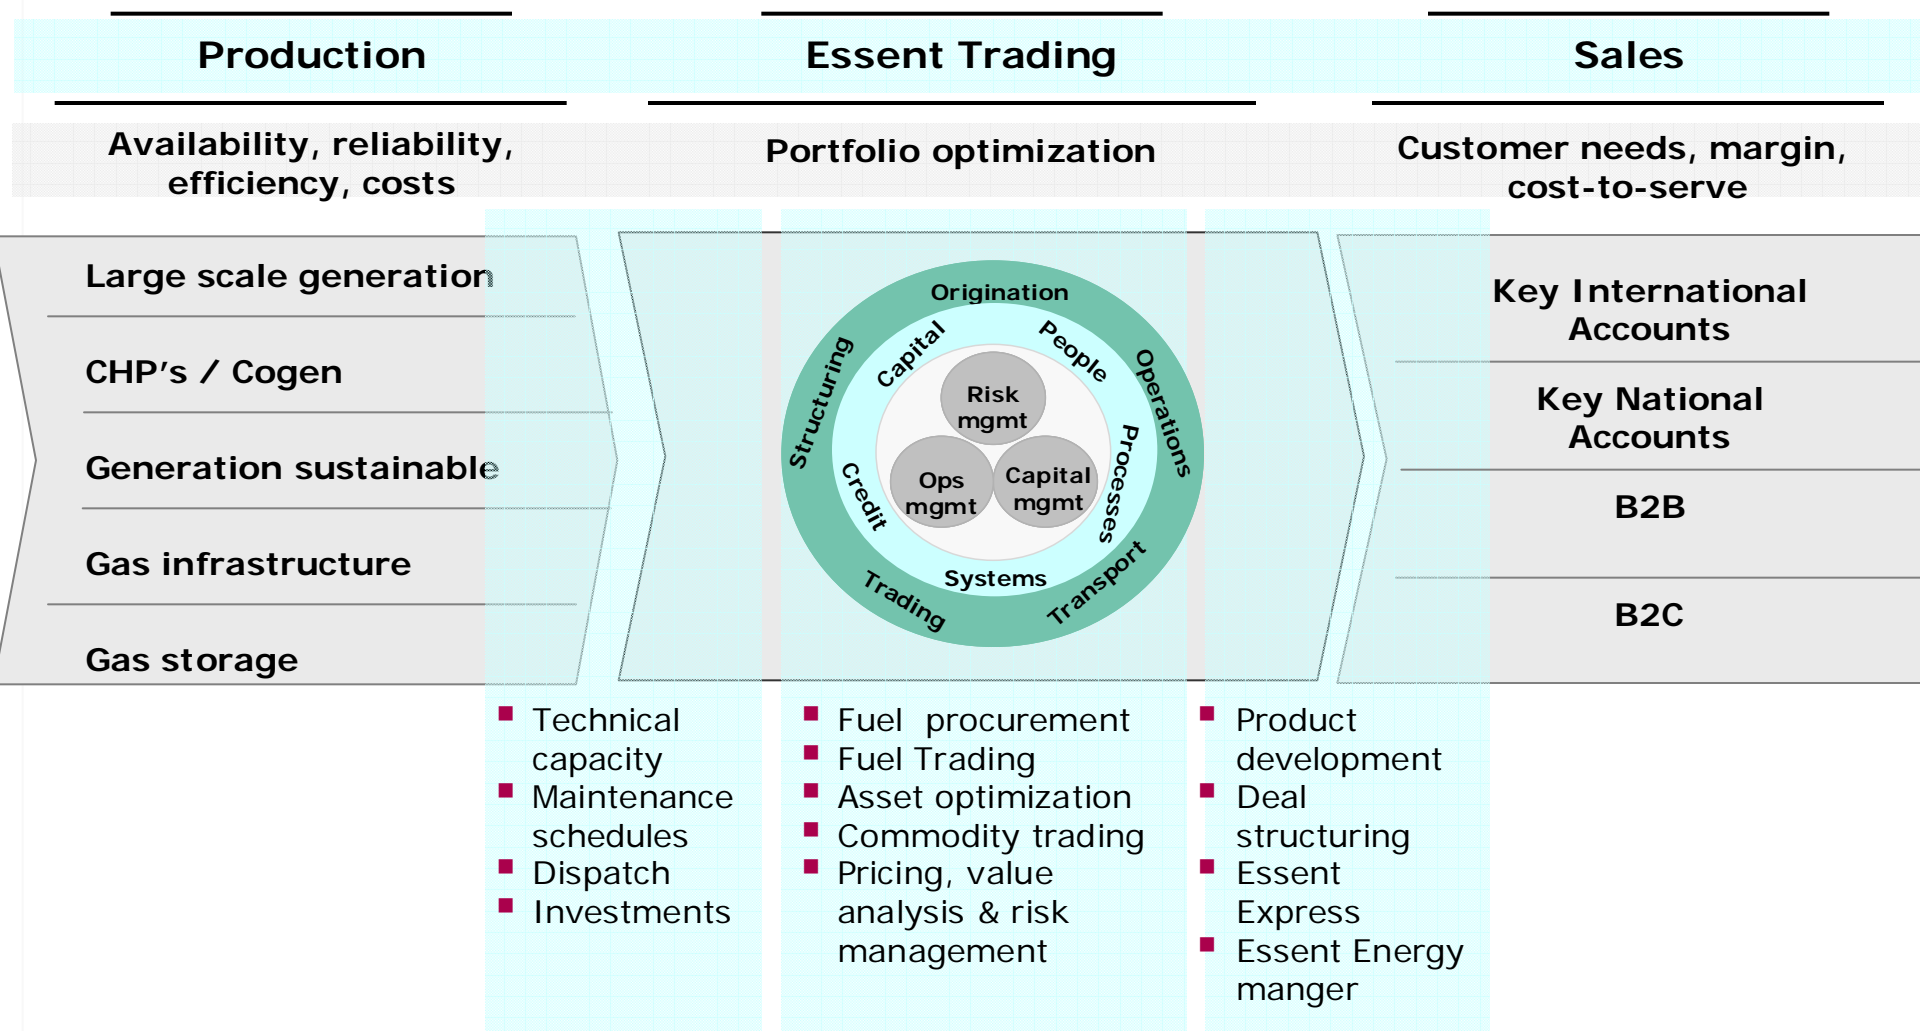 Production
Essent Trading
Sales
Availability, reliability,
efficiency, costs
Portfolio optimization
Customer needs, margin,
cost-to-serve
Large scale generation
CHP's / Cogen
Generation sustainable
Gas infrastructure
Gas storage
Origination
Structuring
Operations
Trading
Transport
Capital
People
Processes
Credit
Systems
Risk
mgmt
Ops
mgmt
Capital
mgmt
Key International
Accounts
Key National
Accounts
B2B
B2C
Technical
capacity
Maintenance
schedules
Dispatch
Investments
Fuel procurement
Fuel Trading
Asset optimization
Commodity trading
Pricing, value
analysis & risk
management
Product
development
Deal
structuring
Essent
Express
Essent Energy
manger